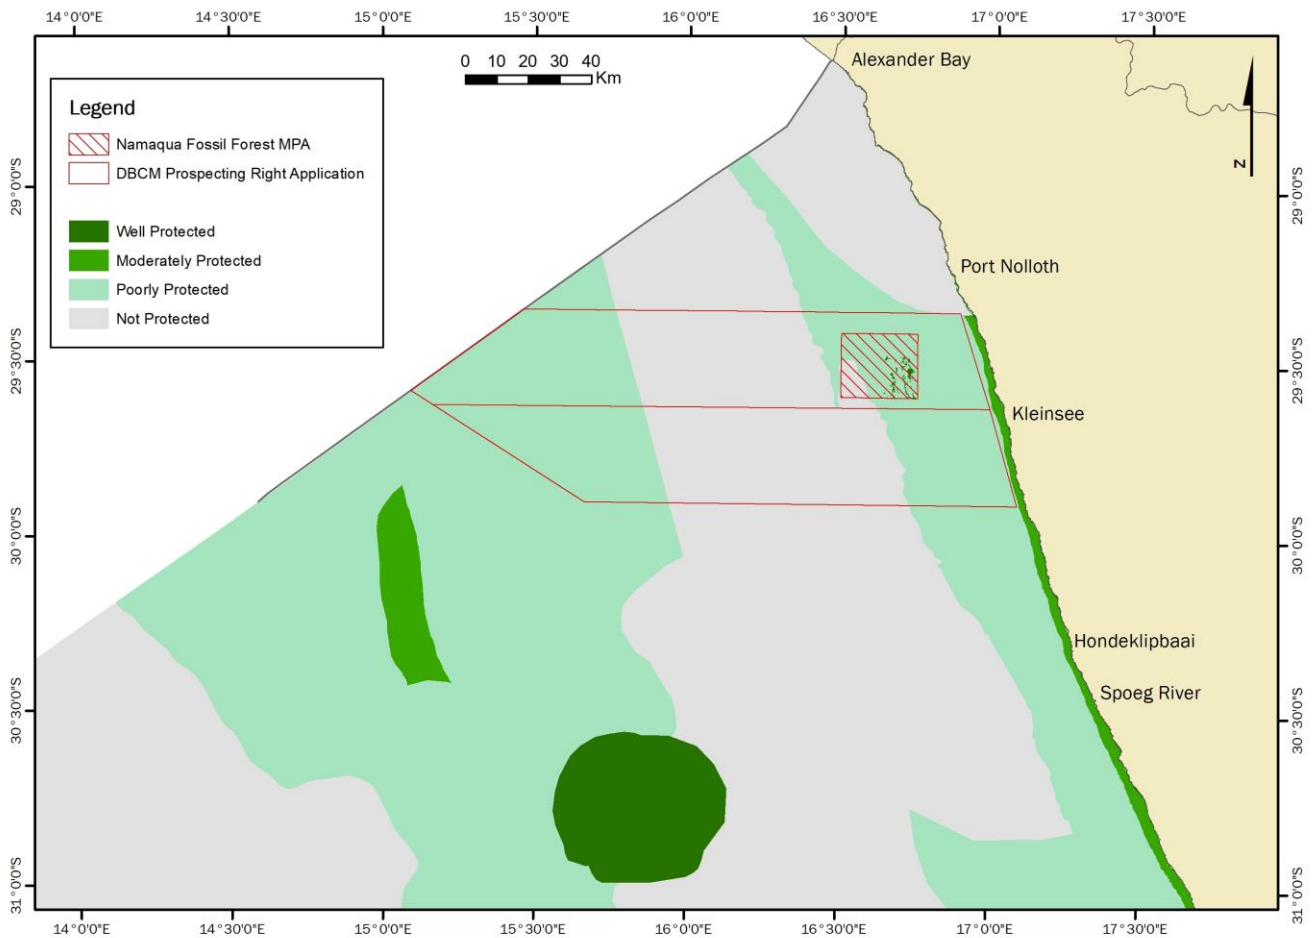 14°0'0"E 14°30'0"E 15°0'0"E 15°30'0"E 16°0'0"E 16°30'0"E 17°0'0"E 17°30'0"E
0 10 20 30 40
Km
Alexander Bay
Legend
Namaqua Fossil Forest MPA
DBCM Prospecting Right Application
Well Protected
Moderately Protected
Poorly Protected
Not Protected
N
29°0'0"S
29°0'0"S
Port Nolloth
29°30'0"S
29°30'0"S
Kleinsee
30°0'0"S
30°0'0"S
Hondeklipbaai
Spoeg River
30°30'0"S
30°30'0"S
31°0'0"S
31°0'0"S
14°0'0"E 14°30'0"E 15°0'0"E 15°30'0"E 16°0'0"E 16°30'0"E 17°0'0"E 17°30'0"E